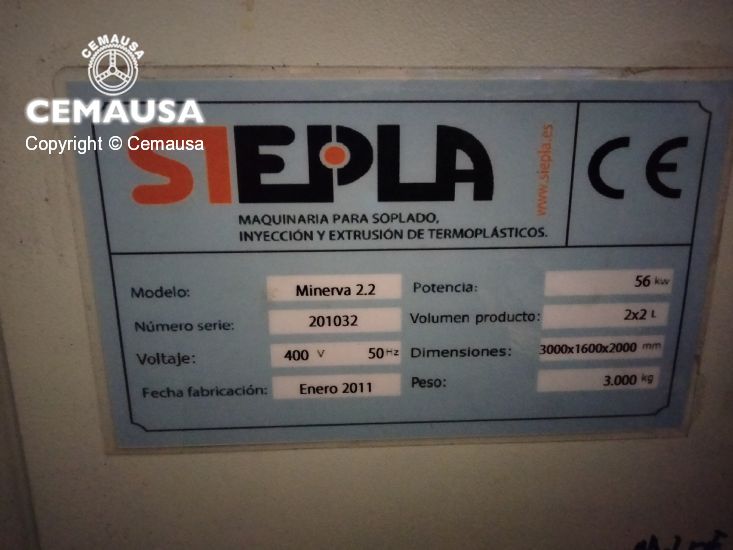 CEMAUSA
CEMAUSA
Copyright © Cemausa
SIEPLA
www.siepla.es
CE
MAQUINARIA PARA SOPLADO,
INYECCIÓN Y EXTRUSIÓN DE TERMOPLÁSTICOS.
Modelo: Minerva 2.2 Potencia: 56 kw
Número serie: 201032 Volumen producto: 2x2 L
Voltaje: 400 V 50 Hz Dimensiones: 3000x1600x2000 mm
Fecha fabricación: Enero 2011 Peso: 3.000 kg